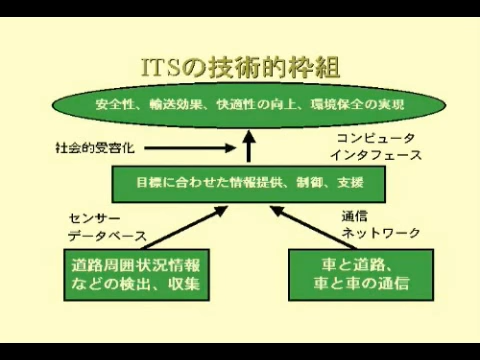 ITSの技術的枠組
安全性、輸送効果、快適性の向上、環境保全の実現
社会的受容化
コンピュータ
インタフェース
目標に合わせた情報提供、制御、支援
センサー
データベース
通信
ネットワーク
道路周囲状況情報
などの検出、収集
車と道路、
車と車の通信